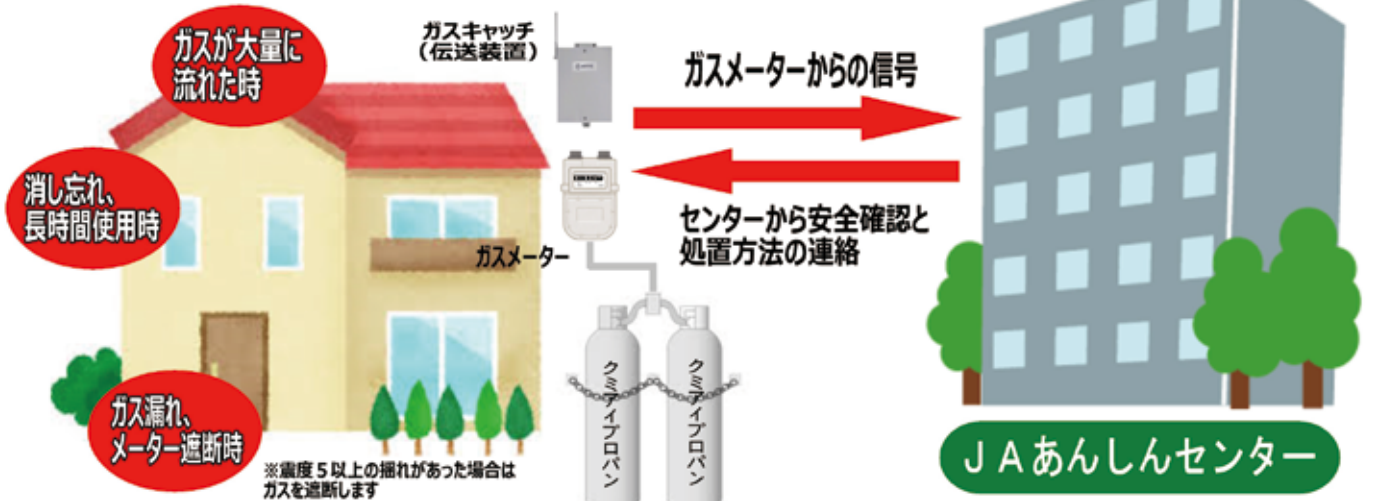 ガスが大量に
流れた時
ガスキャッチ
（伝送装置）
ガスメーターからの信号
消し忘れ、
長時間使用時
センターから安全確認と
処置方法の連絡
ガスメーター
クミアイプロパン
クミアイプロパン
ガス漏れ、
メーター遮断時
※震度５以上の揺れがあった場合は
ガスを遮断します
ＪＡあんしんセンター